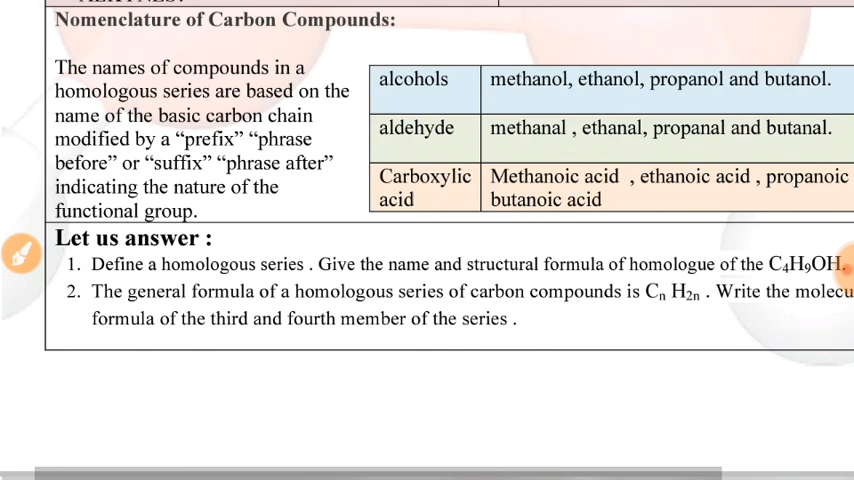 Nomenclature of Carbon Compounds:
The names of compounds in a
homologous series are based on the
name of the basic carbon chain
modified by a “prefix” “phrase
before” or “suffix” “phrase after”
indicating the nature of the
functional group.
alcohols methanol, ethanol, propanol and butanol.
aldehyde methanal , ethanal, propanal and butanal.
Carboxylic Methanoic acid , ethanoic acid , propanoic
acid butanoic acid
Let us answer :
1. Define a homologous series . Give the name and structural formula of homologue of the C₄H₉OH.
2. The general formula of a homologous series of carbon compounds is Cₙ H₂ₙ . Write the
formula of the third and fourth member of the series .